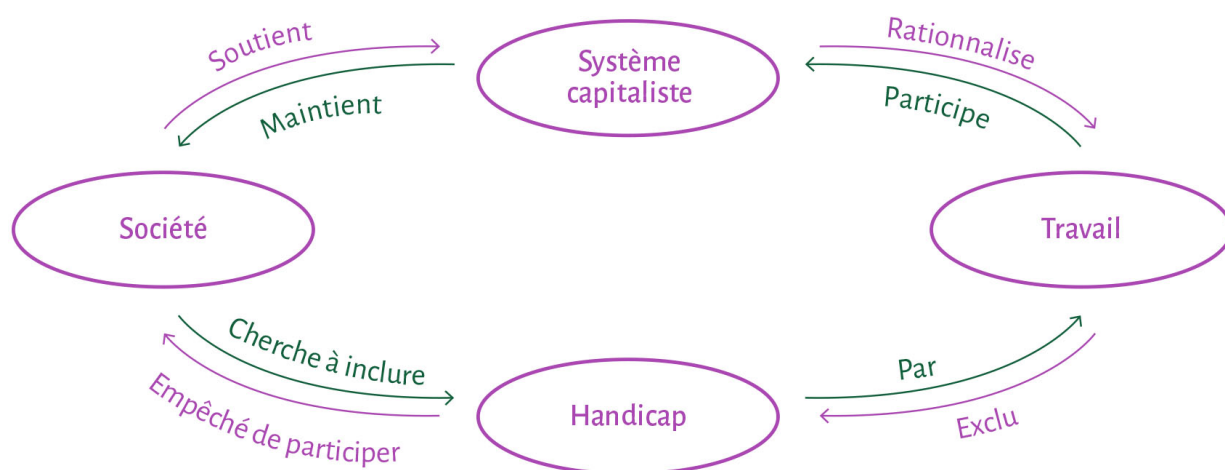 Soutient
Système
capitaliste
Rationnalise
Maintient
Participe
Société
Travail
Cherche à inclure
Par
Empêché de participer
Handicap
Exclu